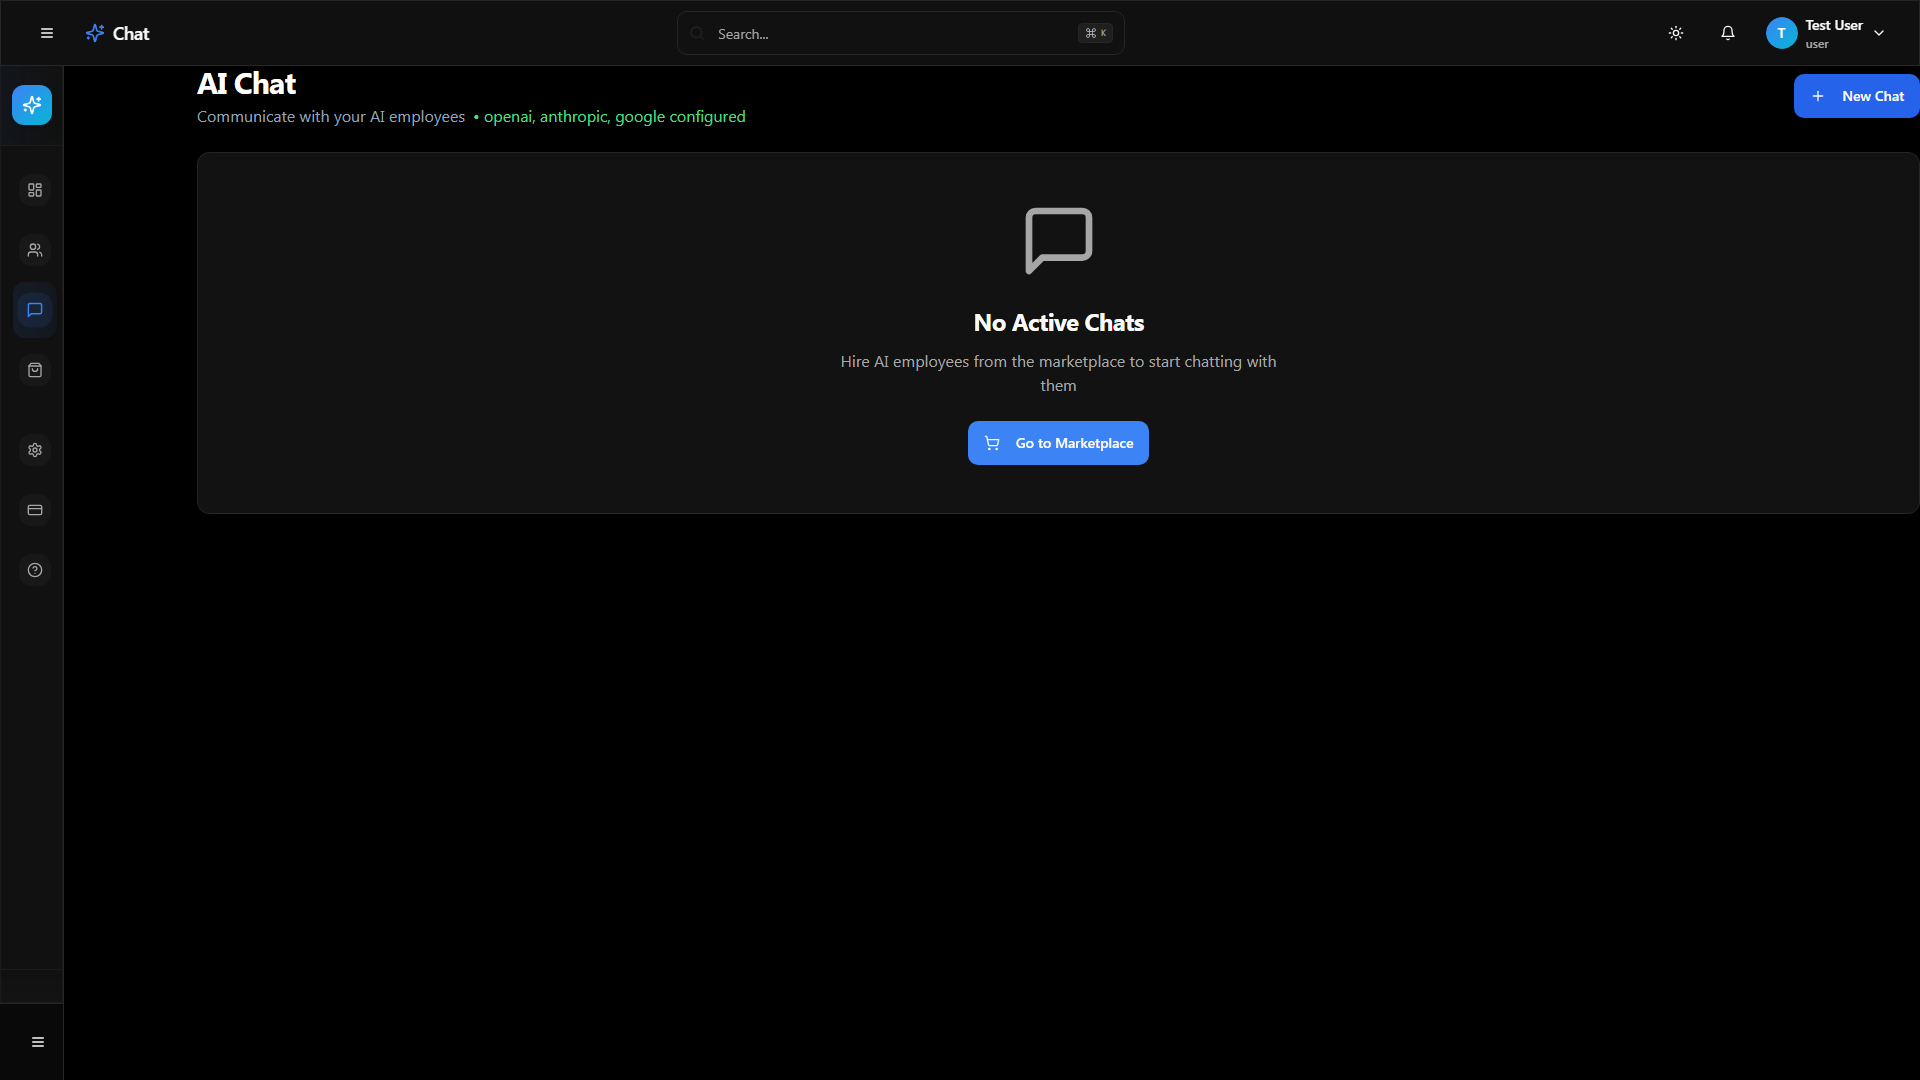 Chat
Search...
⌘ K
T
Test User
user
AI Chat
Communicate with your AI employees • openai, anthropic, google configured
New Chat
No Active Chats
Hire AI employees from the marketplace to start chatting with
them
Go to Marketplace